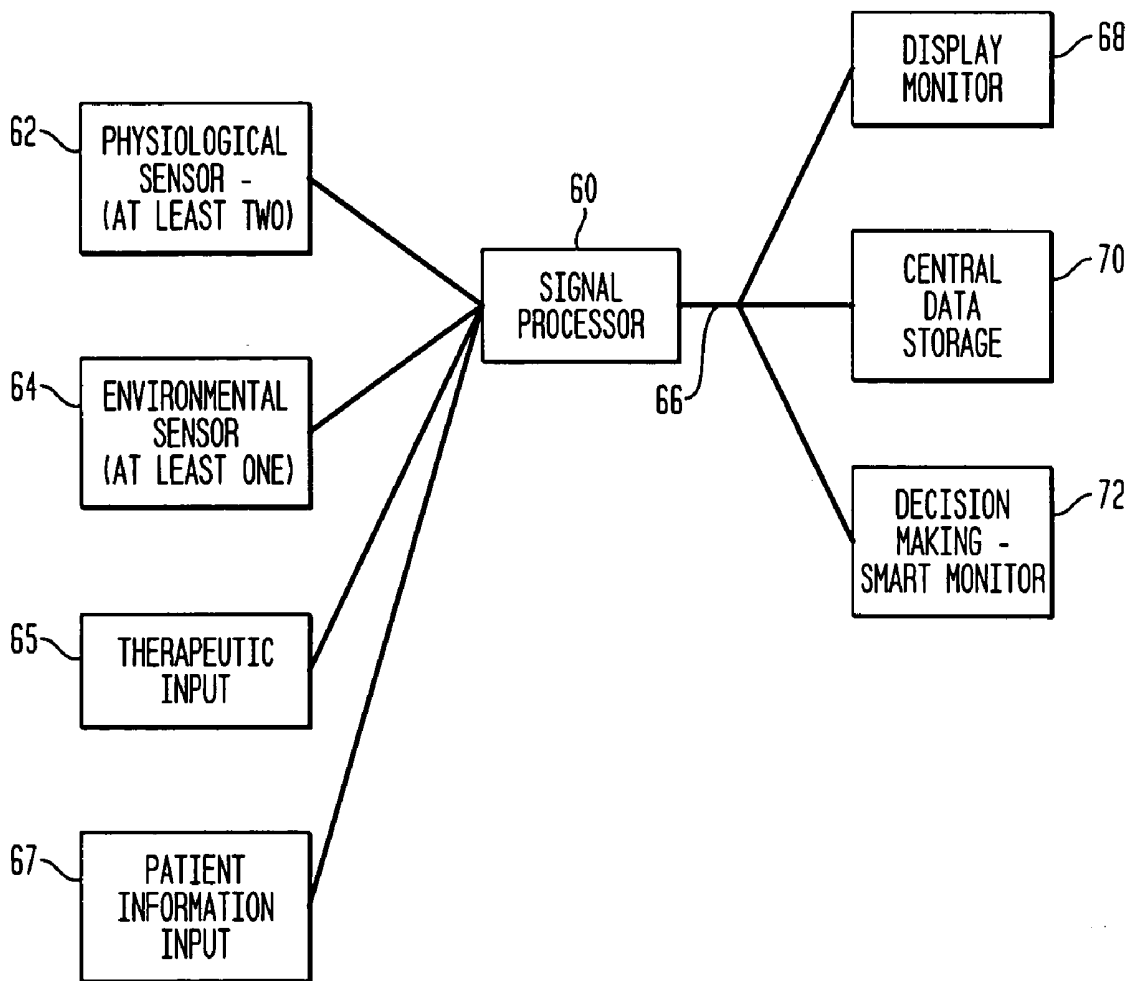 62
PHYSIOLOGICAL
SENSOR -
(AT LEAST TWO)
64
ENVIRONMENTAL
SENSOR
(AT LEAST ONE)
65
THERAPEUTIC
INPUT
67
PATIENT
INFORMATION
INPUT
60
SIGNAL
PROCESSOR
66
68
DISPLAY
MONITOR
70
CENTRAL
DATA
STORAGE
72
DECISION
MAKING -
SMART MONITOR